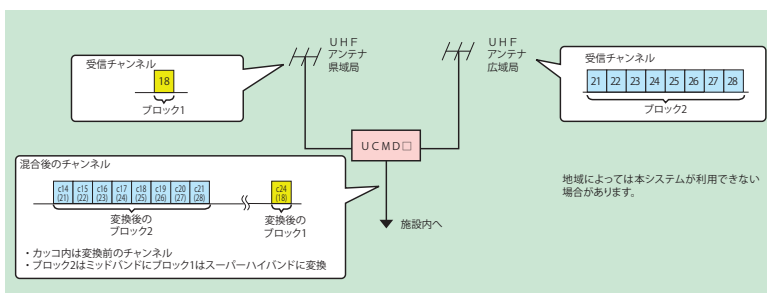 受信チャンネル
18
ブロック1
UHF
アンテナ
県域局
UHF
アンテナ
広域局
受信チャンネル
21 22 23 24 25 26 27 28
ブロック2
UCMD□
混合後のチャンネル
c14 c15 c16 c17 c18 c19 c20 c21 c24
(21) (22) (23) (24) (25) (26) (27) (28) (18)
変換後の
ブロック2
変換後の
ブロック1
・カッコ内は変換前のチャンネル
・ブロック2はミッドバンドにブロック1はスーパーハイバンドに変換
施設内へ
地域によっては本システムが利用できない
場合があります。